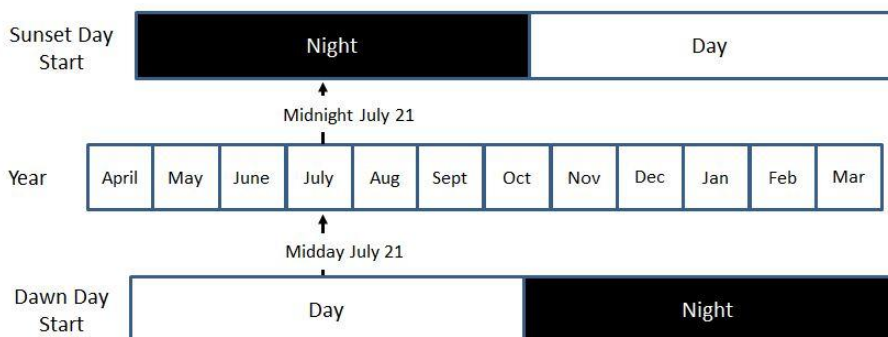 Sunset Day
Start
Night
Day
Midnight July 21
Year
April
May
June
July
Aug
Sept
Oct
Nov
Dec
Jan
Feb
Mar
Midday July 21
Dawn Day
Start
Day
Night